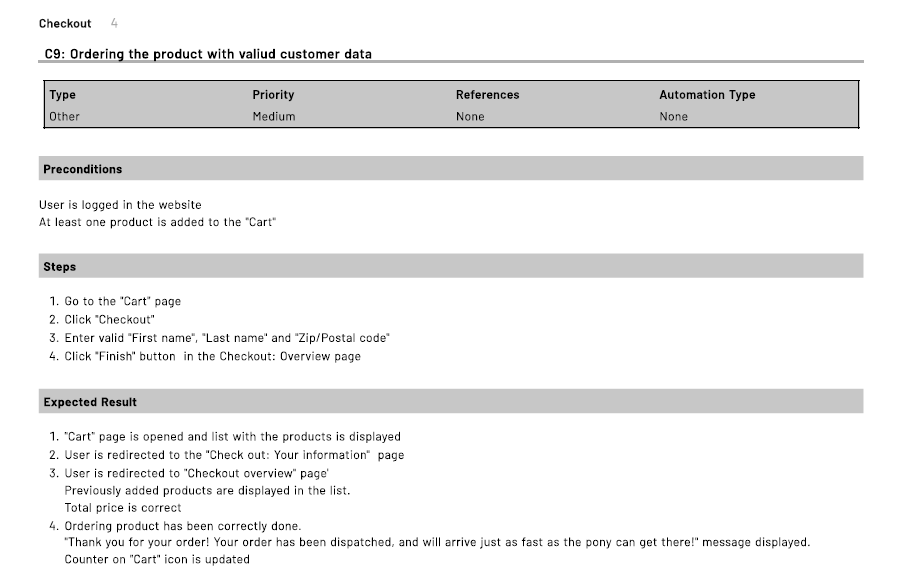 Checkout 4
C9: Ordering the product with valiud customer data
Type Priority References Automation Type
Other Medium None None
Preconditions
User is logged in the website
At least one product is added to the "Cart"
Steps
1. Go to the "Cart" page
2. Click "Checkout"
3. Enter valid "First name", "Last name" and "Zip/Postal code"
4. Click "Finish" button  in the Checkout: Overview page
Expected Result
1. "Cart" page is opened and list with the products is displayed
2. User is redirected to the "Check out: Your information"  page
3. User is redirected to "Checkout overview" page'
Previously added products are displayed in the list.
Total price is correct
4. Ordering product has been correctly done.
"Thank you for your order! Your order has been dispatched, and will arrive just as fast as the pony can get there!" message displayed.
Counter on "Cart" icon is updated